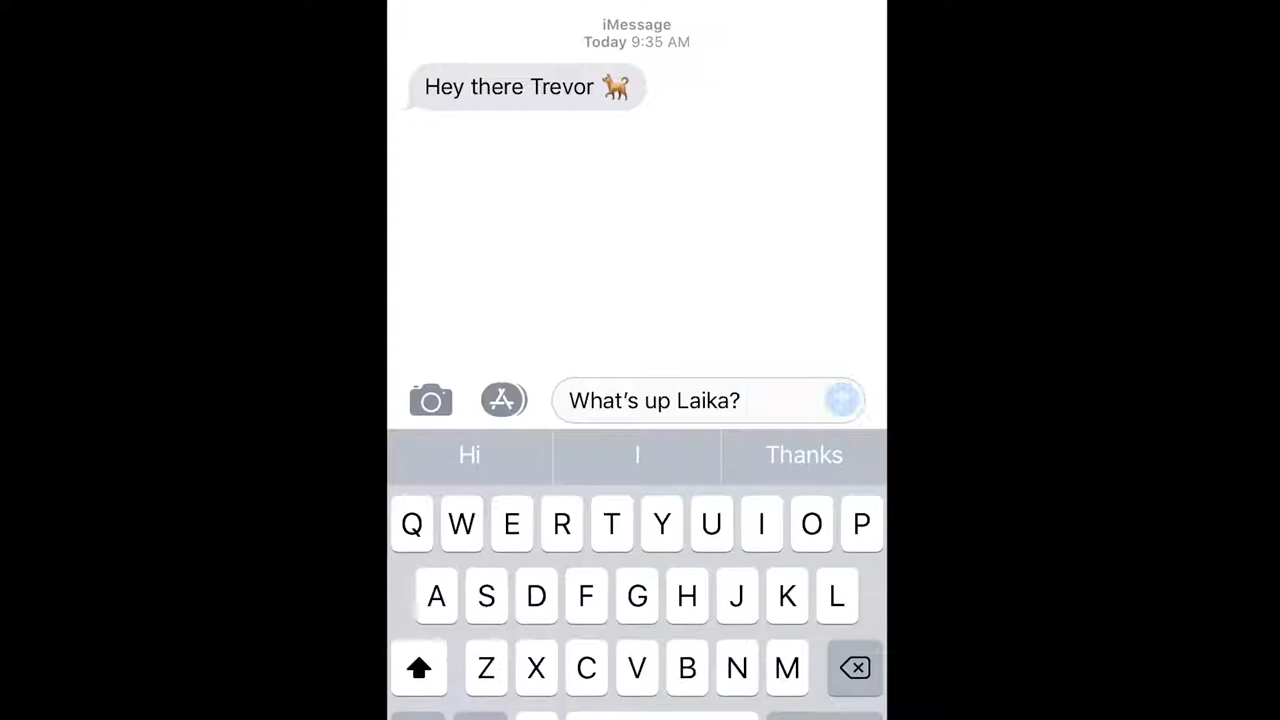 iMessage
Today 9:35 AM
Hey there Trevor 🐕
What's up Laika?
Hi I Thanks
Q W E R T Y U I O P
A S D F G H J K L
Z X C V B N M